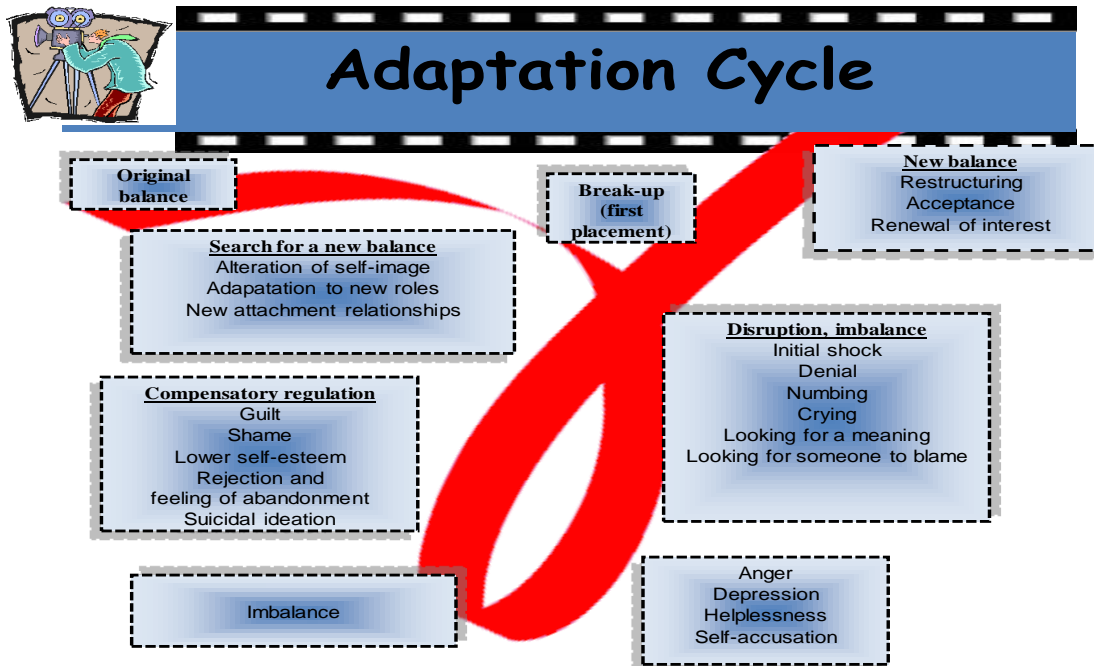 Adaptation Cycle
Original
balance
Break-up
(first
placement)
New balance
Restructuring
Acceptance
Renewal of interest
Search for a new balance
Alteration of self-image
Adapatation to new roles
New attachment relationships
Disruption, imbalance
Initial shock
Denial
Numbing
Crying
Looking for a meaning
Looking for someone to blame
Compensatory regulation
Guilt
Shame
Lower self-esteem
Rejection and
feeling of abandonment
Suicidal ideation
Imbalance
Anger
Depression
Helplessness
Self-accusation